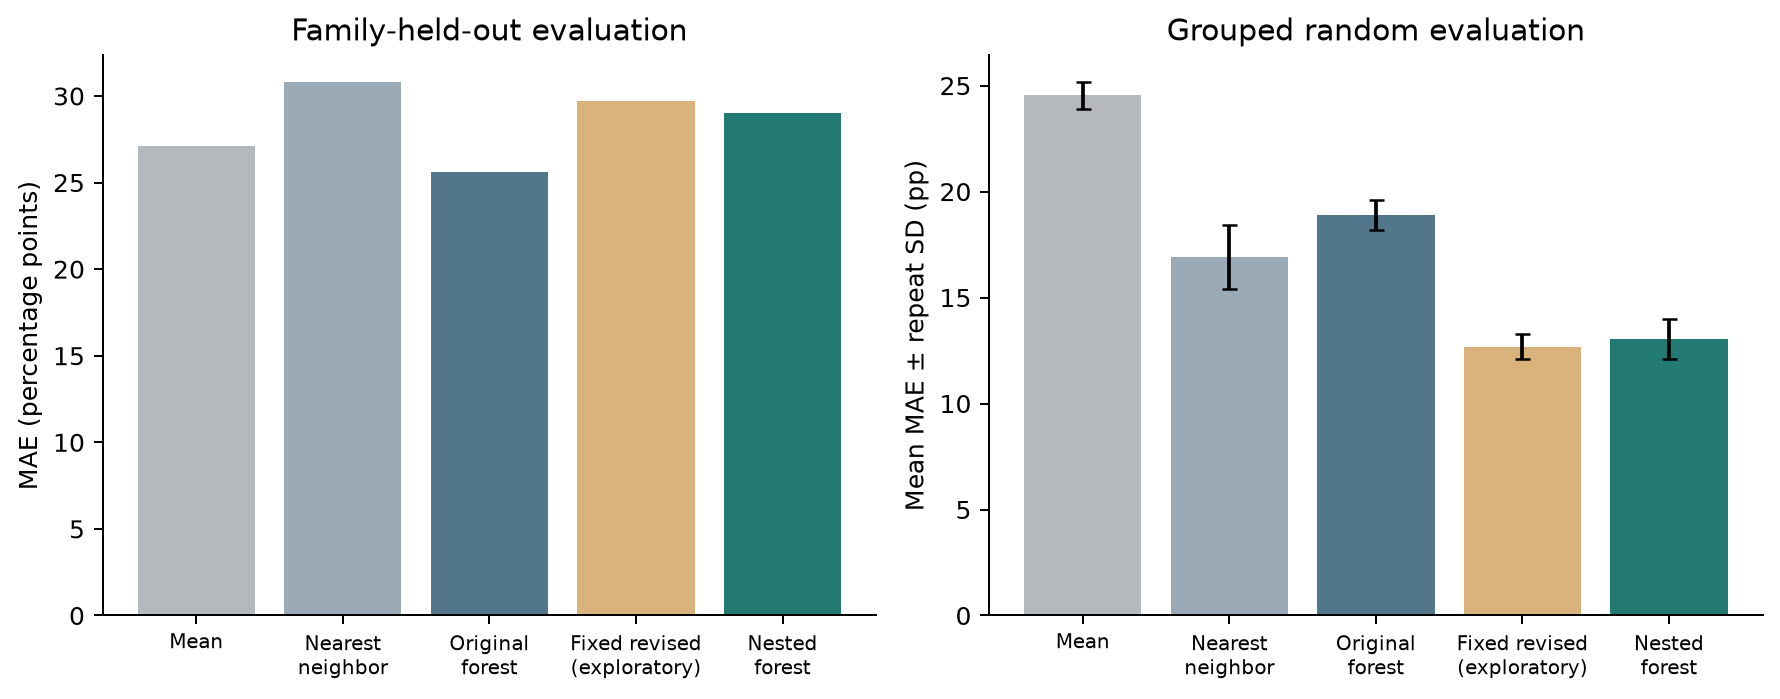 Family-held-out evaluation
MAE (percentage points)
30
25
20
15
10
5
0
Mean
Nearest
neighbor
Original
forest
Fixed revised
(exploratory)
Nested
forest
Grouped random evaluation
Mean MAE ± repeat SD (pp)
25
20
15
10
5
0
Mean
Nearest
neighbor
Original
forest
Fixed revised
(exploratory)
Nested
forest